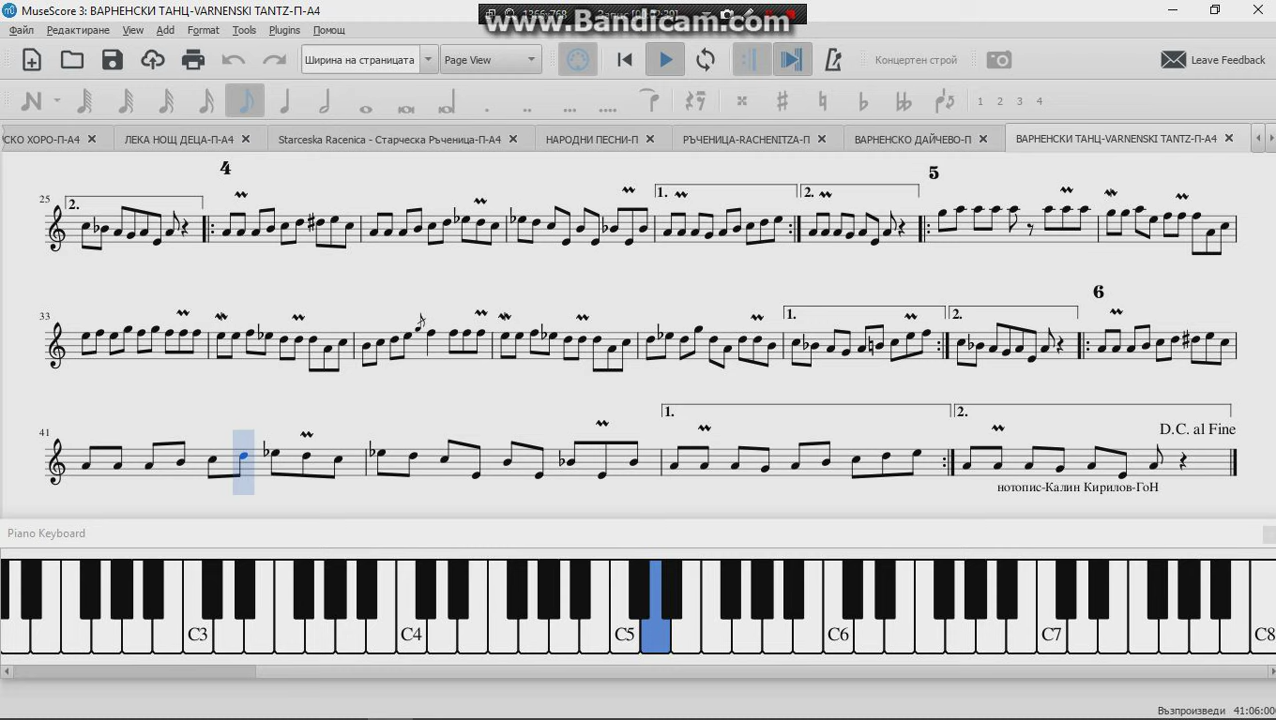 MuseScore 3: ВАРНЕНСКИ ТАНЦ-VARNENSKI TANTZ-П-А4
www.Bandicam.com
Файл Редактиране View Add Format Tools Plugins Помощ
Ширина на страницата Page View Концертен строй Leave Feedback
1 2 3 4
СКО ХОРО-П-А4 ЛЕКА НОЩ ДЕЦА-П-А4 Starceska Racenica - Старческа Ръченица-П-А4 НАРОДНИ ПЕСНИ-П РЪЧЕНИЦА-RACHENITZA-П ВАРНЕНСКО ДАЙЧЕВО-П ВАРНЕНСКИ ТАНЦ-VARNENSKI TANTZ-П-А4
4 5
25 2. 1. 2.
6
33 1. 2.
41 1. 2.
D.C. al Fine
нотопис-Калин Кирилов-ГоН
Piano Keyboard
C3 C4 C5 C6 C7 C8
Възпроизведи 41:06:00